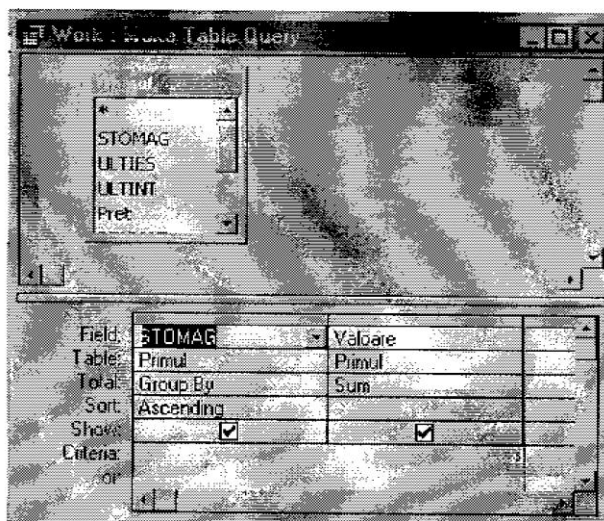 Work : Make Table Query
*
STOMAG
ULTIES
ULTINT
Pret
Field: STOMAG Valoare
Table: Primul Primul
Total: Group By Sum
Sort: Ascending
Show:
Criteria:
or